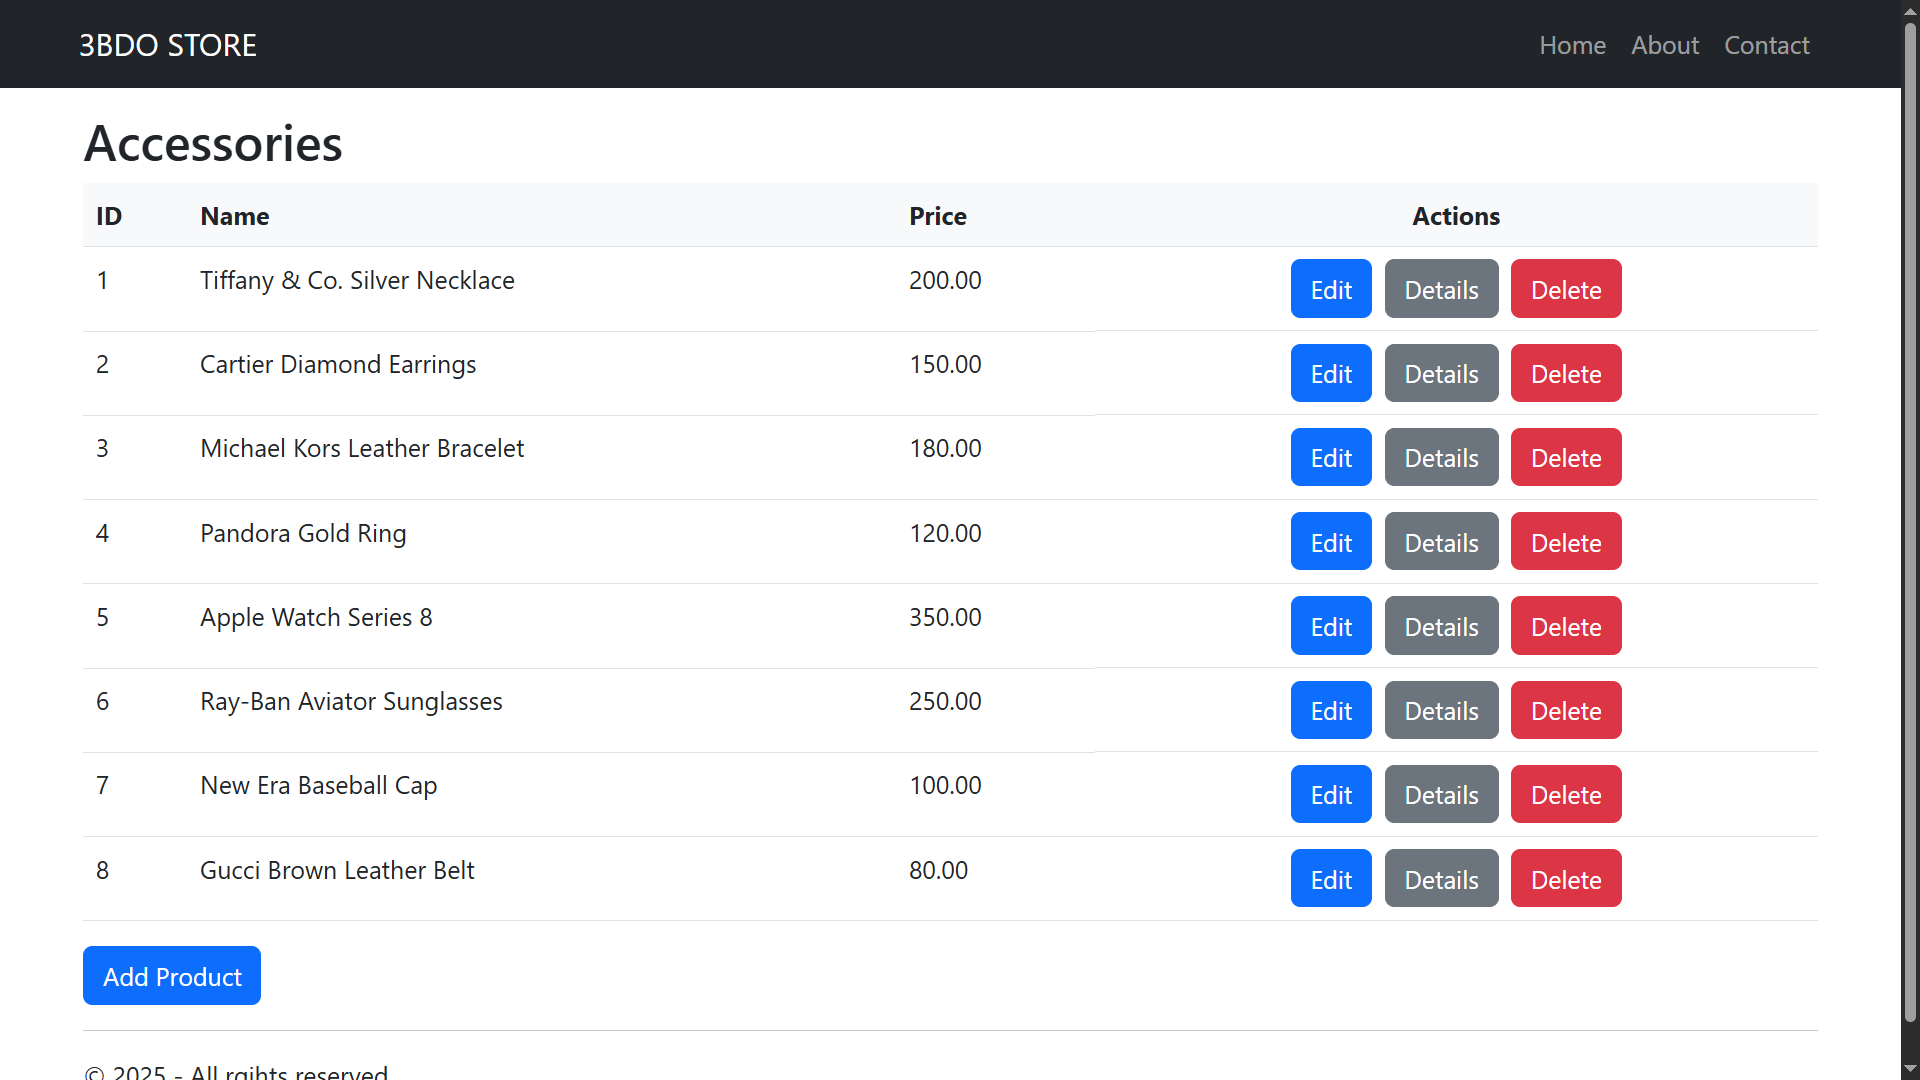 3BDO STORE Home About Contact
Accessories
ID Name Price Actions
1 Tiffany & Co. Silver Necklace 200.00 Edit Details Delete
2 Cartier Diamond Earrings 150.00 Edit Details Delete
3 Michael Kors Leather Bracelet 180.00 Edit Details Delete
4 Pandora Gold Ring 120.00 Edit Details Delete
5 Apple Watch Series 8 350.00 Edit Details Delete
6 Ray-Ban Aviator Sunglasses 250.00 Edit Details Delete
7 New Era Baseball Cap 100.00 Edit Details Delete
8 Gucci Brown Leather Belt 80.00 Edit Details Delete
Add Product
© 2025 - All rgihts reserved